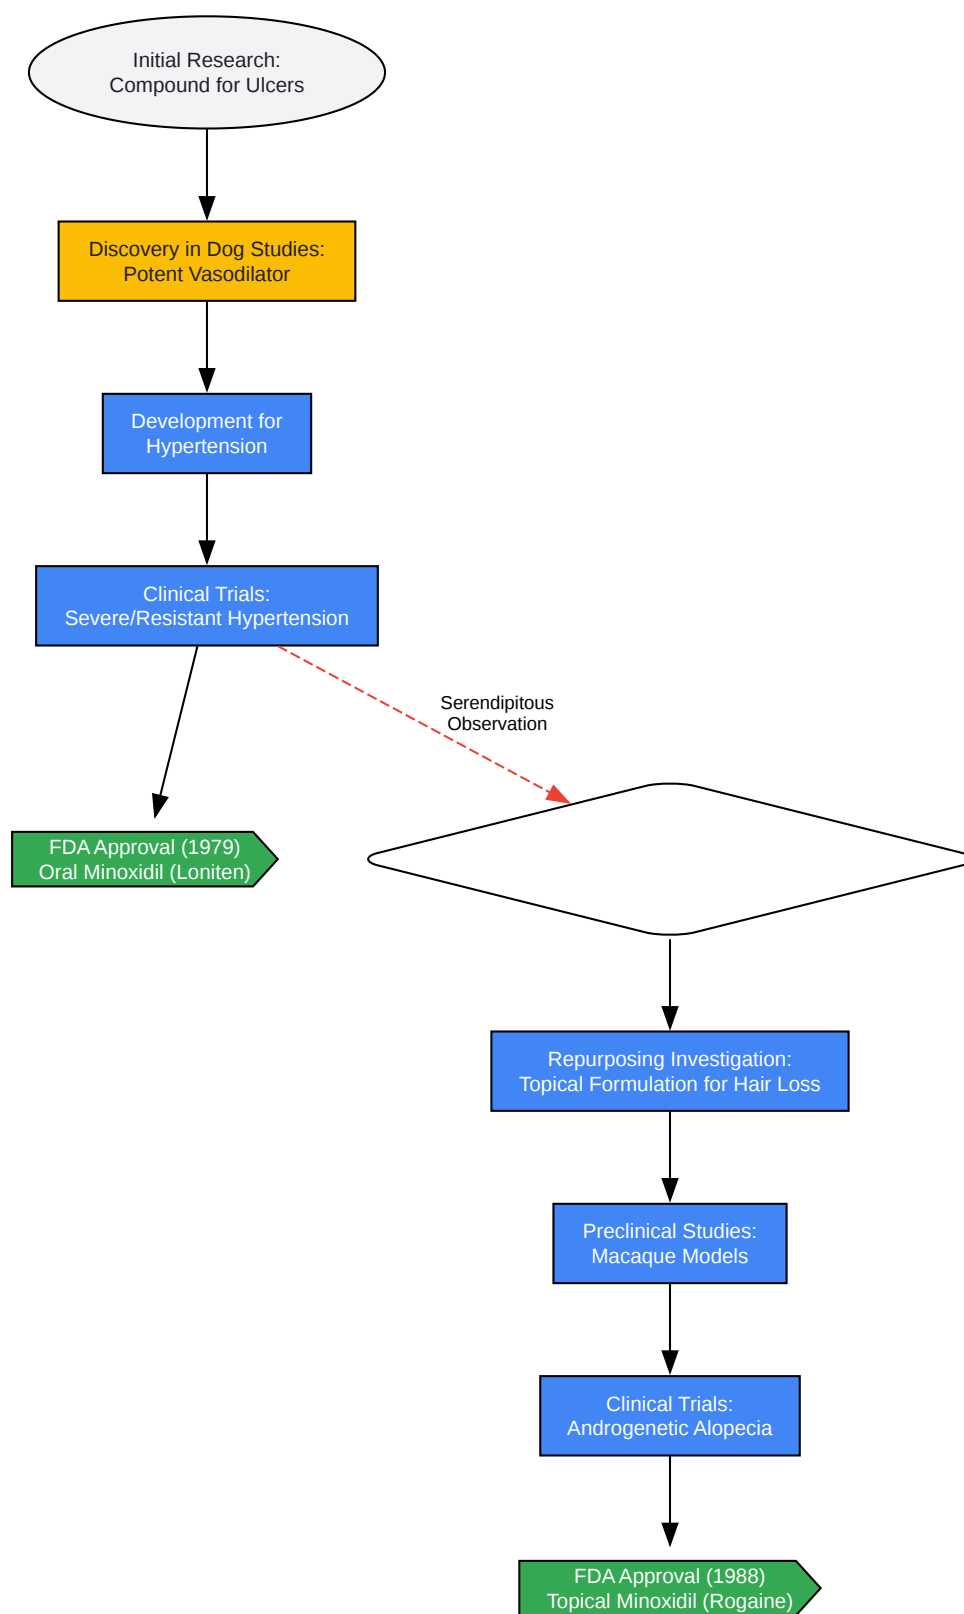 Initial Research:
Compound for Ulcers
Discovery in Dog Studies:
Potent Vasodilator
Development for
Hypertension
Clinical Trials:
Severe/Resistant Hypertension
Serendipitous
Observation
FDA Approval (1979)
Oral Minoxidil (Loniten)
Repurposing Investigation:
Topical Formulation for Hair Loss
Preclinical Studies:
Macaque Models
Clinical Trials:
Androgenetic Alopecia
FDA Approval (1988)
Topical Minoxidil (Rogaine)